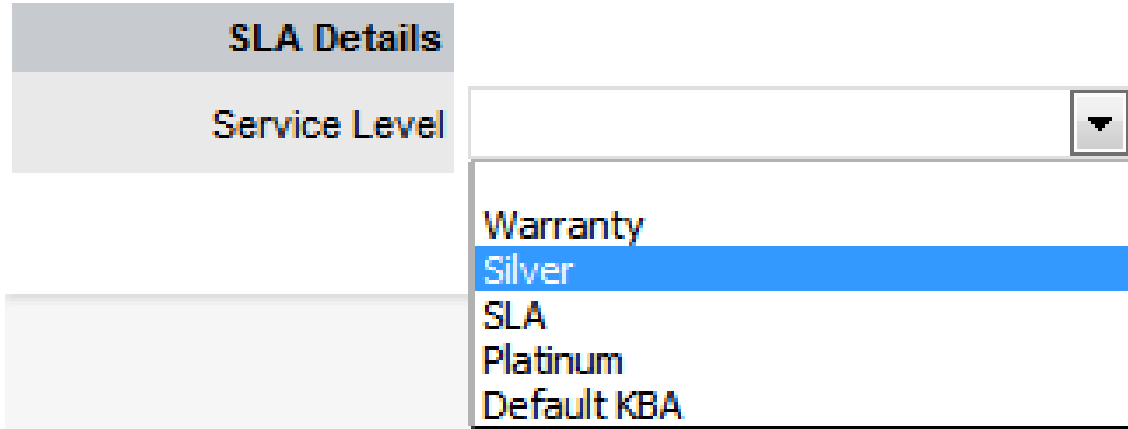 SLA Details
Service Level
Warranty
Silver
SLA
Platinum
Default KBA